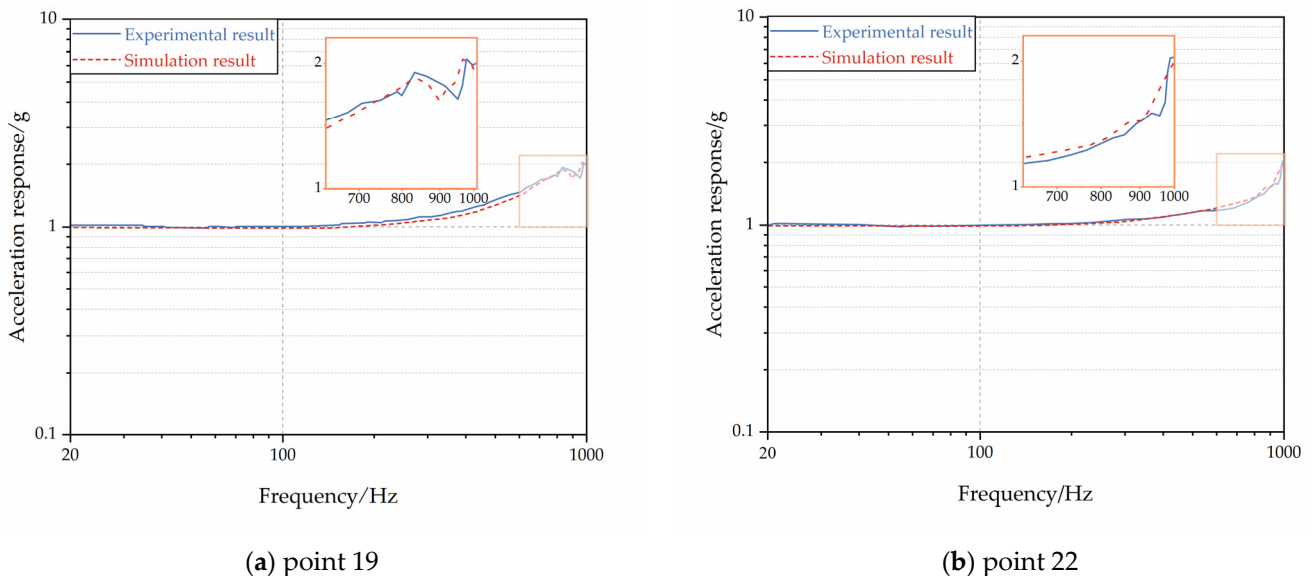 10
Experimental result
Simulation result
2
1
700
800
900
1000
1
0.1
20
100
1000
Acceleration response/g
Frequency/Hz
(a) point 19
10
Experimental result
Simulation result
2
1
700
800
900
1000
1
0.1
20
100
1000
Acceleration response/g
Frequency/Hz
(b) point 22